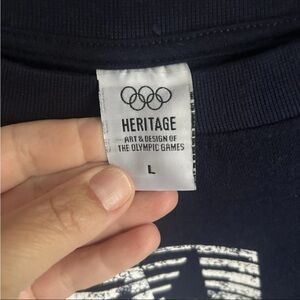 HERITAGE
ART & DESIGN OF
THE OLYMPIC GAMES
L